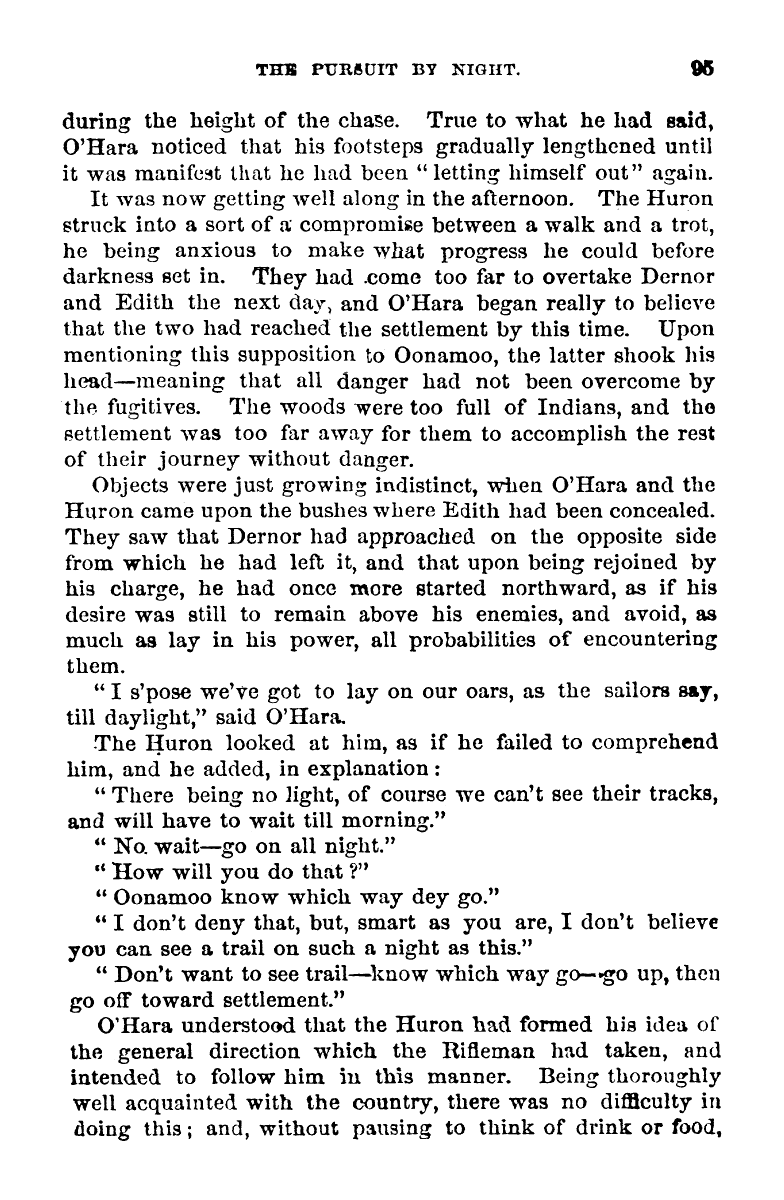 THE PURSUIT BY NIGHT. 95
during the height of the chase. True to what he had said,
O'Hara noticed that his footsteps gradually lengthened until
it was manifest that he had been “letting himself out” again.
It was now getting well along in the afternoon. The Huron
struck into a sort of a compromise between a walk and a trot,
he being anxious to make what progress he could before
darkness set in. They had come too far to overtake Dernor
and Edith the next day, and O'Hara began really to believe
that the two had reached the settlement by this time. Upon
mentioning this supposition to Oonamoo, the latter shook his
head—meaning that all danger had not been overcome by
the fugitives. The woods were too full of Indians, and the
settlement was too far away for them to accomplish the rest
of their journey without danger.
Objects were just growing indistinct, when O'Hara and the
Huron came upon the bushes where Edith had been concealed.
They saw that Dernor had approached on the opposite side
from which he had left it, and that upon being rejoined by
his charge, he had once more started northward, as if his
desire was still to remain above his enemies, and avoid, as
much as lay in his power, all probabilities of encountering
them.
“I s'pose we've got to lay on our oars, as the sailors say,
till daylight,” said O'Hara.
The Huron looked at him, as if he failed to comprehend
him, and he added, in explanation:
“There being no light, of course we can't see their tracks,
and will have to wait till morning.”
“No. wait—go on all night.”
“How will you do that?”
“Oonamoo know which way dey go.”
“I don't deny that, but, smart as you are, I don't believe
you can see a trail on such a night as this.”
“Don't want to see trail—know which way go—go up, then
go off toward settlement.”
O'Hara understood that the Huron had formed his idea of
the general direction which the Rifleman had taken, and
intended to follow him in this manner. Being thoroughly
well acquainted with the country, there was no difficulty in
doing this; and, without pausing to think of drink or food,